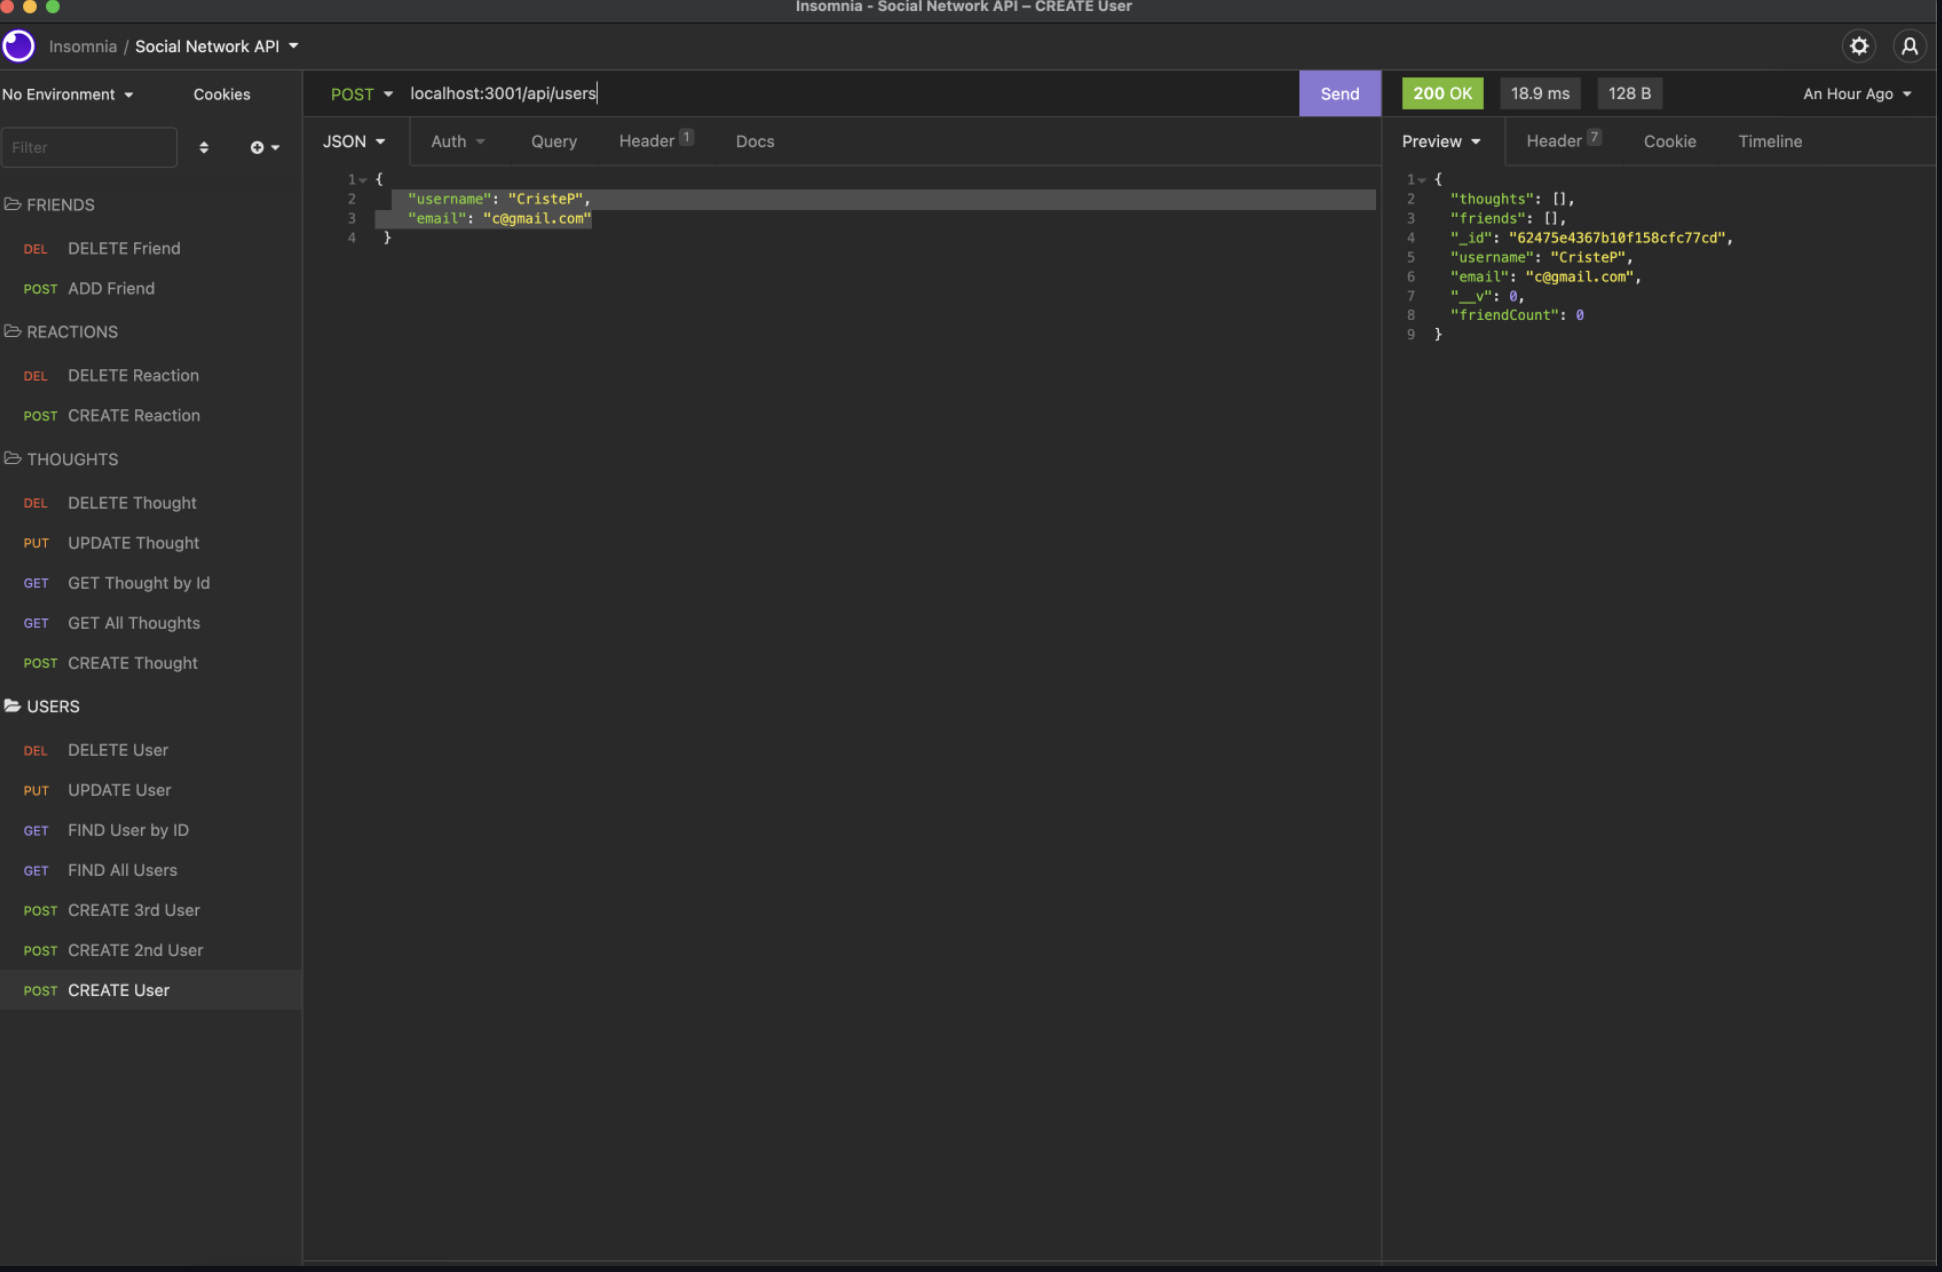 Insomnia - Social Network API – CREATE User
Insomnia / Social Network API
No Environment
Cookies
Filter
FRIENDS
DEL DELETE Friend
POST ADD Friend
REACTIONS
DEL DELETE Reaction
POST CREATE Reaction
THOUGHTS
DEL DELETE Thought
PUT UPDATE Thought
GET GET Thought by Id
GET GET All Thoughts
POST CREATE Thought
USERS
DEL DELETE User
PUT UPDATE User
GET FIND User by ID
GET FIND All Users
POST CREATE 3rd User
POST CREATE 2nd User
POST CREATE User
POST localhost:3001/api/users Send
JSON Auth Query Header 1 Docs
1 {
2 "username": "CristeP",
3 "email": "c@gmail.com"
4 }
200 OK 18.9 ms 128 B An Hour Ago
Preview Header 7 Cookie Timeline
1 {
2 "thoughts": [],
3 "friends": [],
4 "_id": "62475e4367b10f158cfc77cd",
5 "username": "CristeP",
6 "email": "c@gmail.com",
7 "__v": 0,
8 "friendCount": 0
9 }